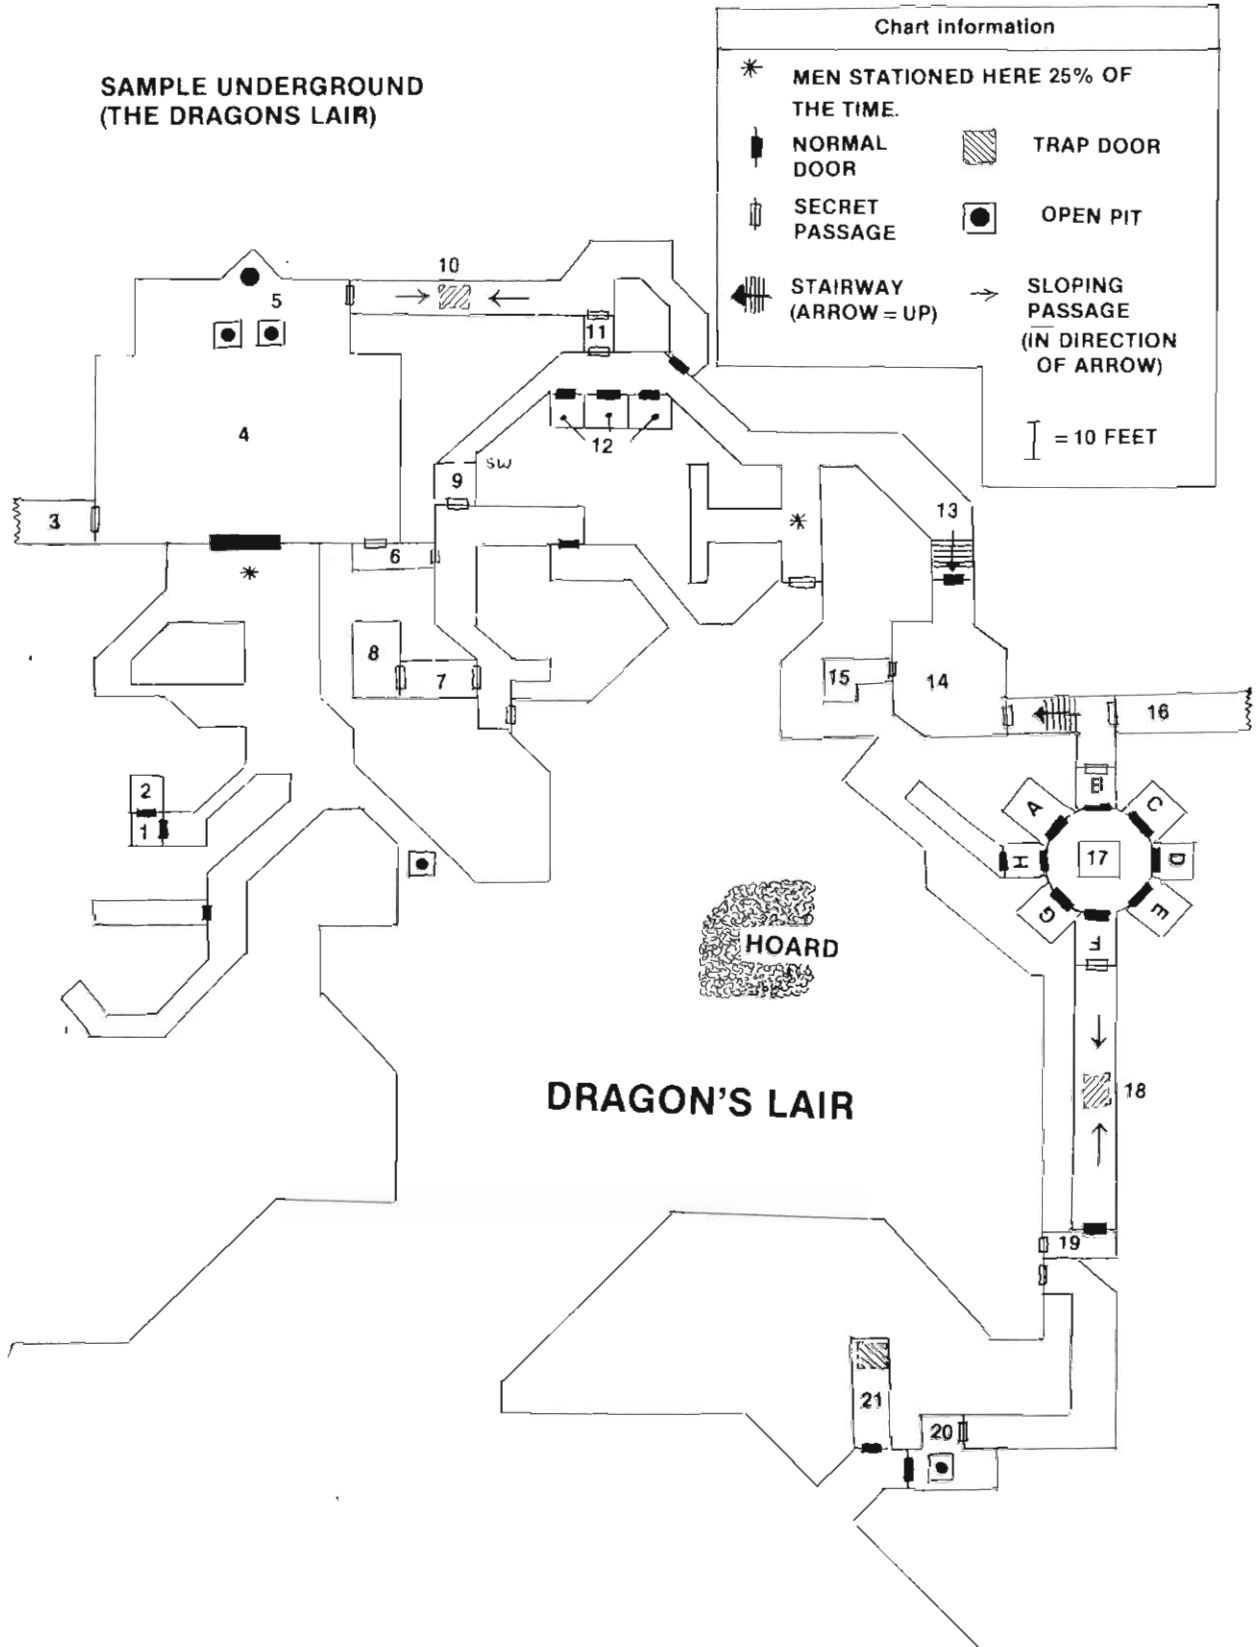 SAMPLE UNDERGROUND
(THE DRAGONS LAIR)
Chart information
MEN STATIONED HERE 25% OF
THE TIME.
NORMAL
DOOR
TRAP DOOR
SECRET
PASSAGE
OPEN PIT
STAIRWAY
(ARROW = UP)
SLOPING
PASSAGE
(IN DIRECTION
OF ARROW)
= 10 FEET
10
5
11
4
12
SW
9
3
13
6
8
7
15
14
16
2
1
B
A
C
H
17
D
G
E
F
HOARD
DRAGON'S LAIR
18
19
21
20